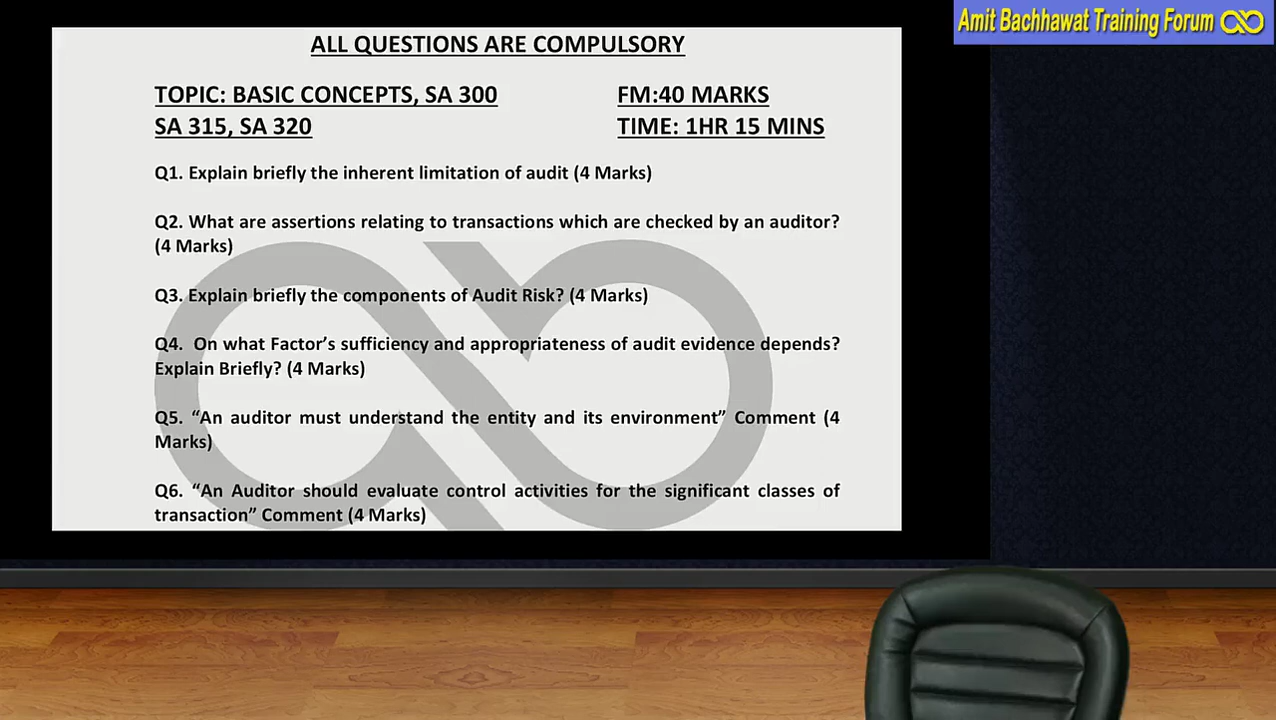 Amit Bachhawat Training Forum
ALL QUESTIONS ARE COMPULSORY
TOPIC: BASIC CONCEPTS, SA 300 FM:40 MARKS
SA 315, SA 320 TIME: 1HR 15 MINS
Q1. Explain briefly the inherent limitation of audit (4 Marks)
Q2. What are assertions relating to transactions which are checked by an auditor?
(4 Marks)
Q3. Explain briefly the components of Audit Risk? (4 Marks)
Q4. On what Factor's sufficiency and appropriateness of audit evidence depends?
Explain Briefly? (4 Marks)
Q5. “An auditor must understand the entity and its environment” Comment (4
Marks)
Q6. “An Auditor should evaluate control activities for the significant classes of
transaction” Comment (4 Marks)